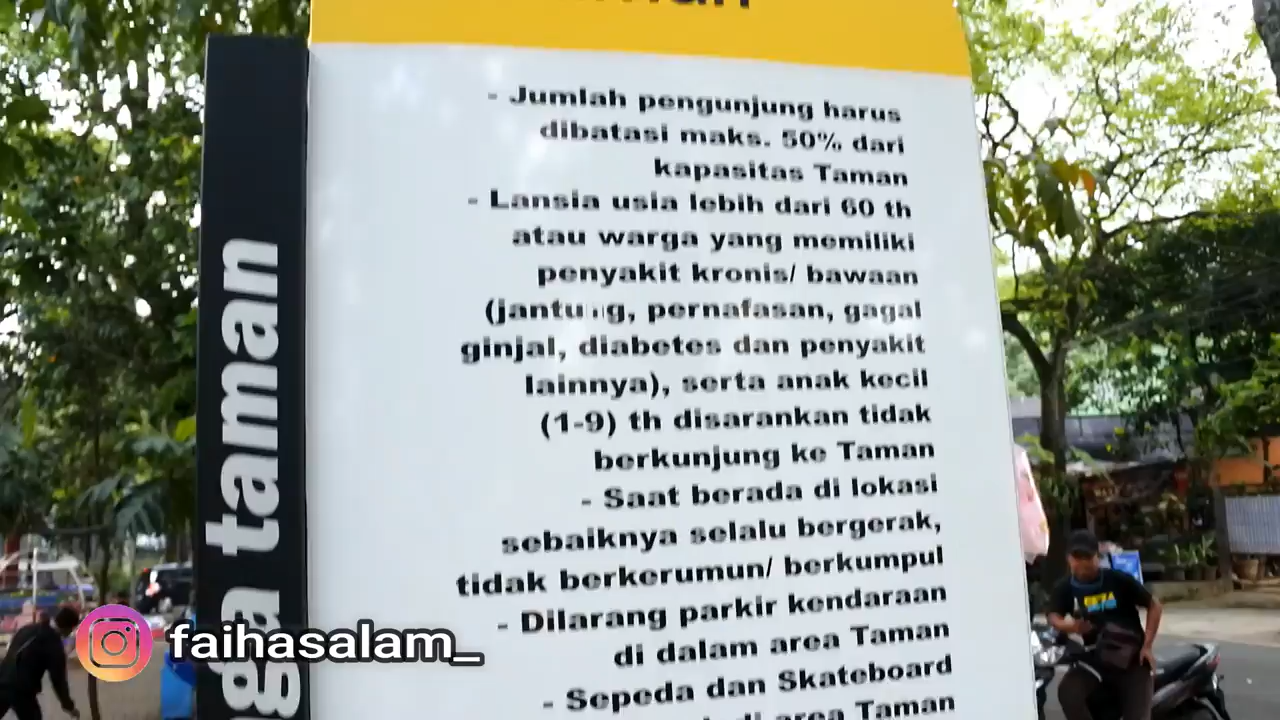 - Jumlah pengunjung harus
dibatasi maks. 50% dari
kapasitas Taman
- Lansia usia lebih dari 60 th
atau warga yang memiliki
penyakit kronis/ bawaan
(jantung, pernafasan, gagal
ginjal, diabetes dan penyakit
lainnya), serta anak kecil
(1-9) th disarankan tidak
berkunjung ke Taman
- Saat berada di lokasi
sebaiknya selalu bergerak,
tidak berkerumun/ berkumpul
- Dilarang parkir kendaraan
di dalam area Taman
- Sepeda dan Skateboard
di area Taman
taman
faihasalam_